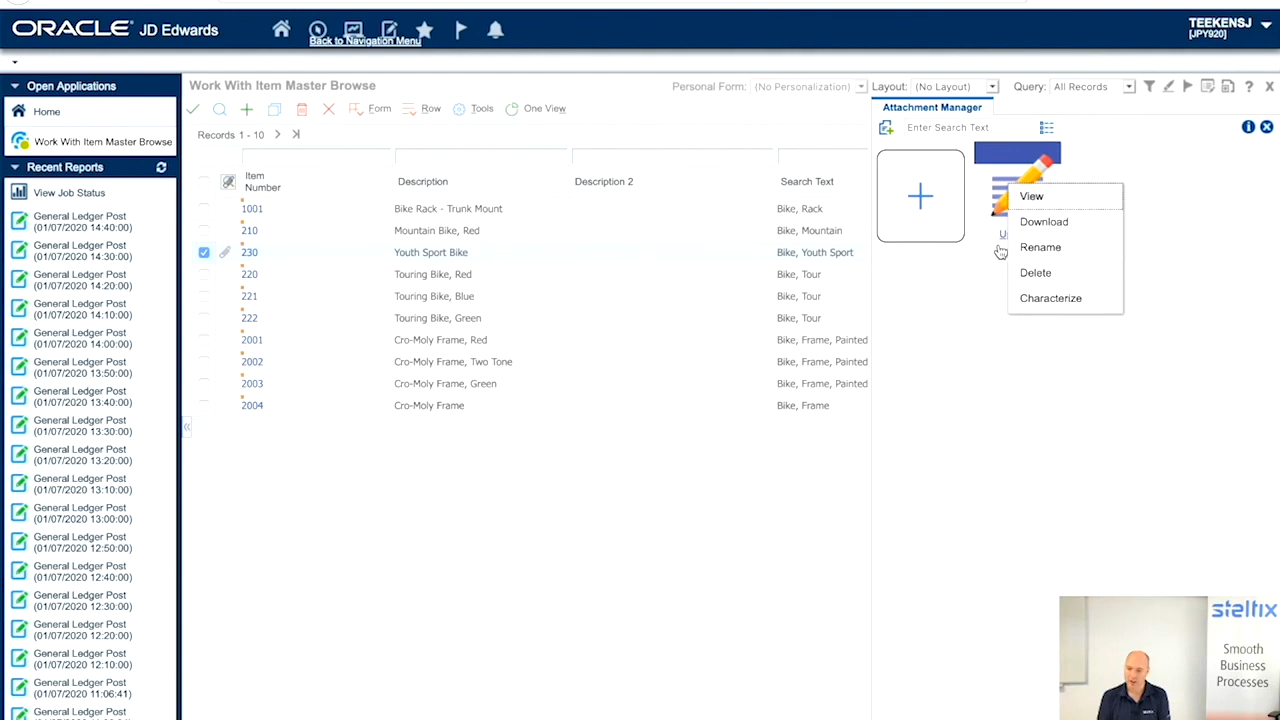 ORACLE JD Edwards
Back to Navigation Menu
TEEKENSJ
[JPY920]
Open Applications
Home
Work With Item Master Browse
Recent Reports
View Job Status
General Ledger Post
(01/07/2020 14:40:00)
General Ledger Post
(01/07/2020 14:30:00)
General Ledger Post
(01/07/2020 14:20:00)
General Ledger Post
(01/07/2020 14:10:00)
General Ledger Post
(01/07/2020 14:00:00)
General Ledger Post
(01/07/2020 13:50:00)
General Ledger Post
(01/07/2020 13:40:00)
General Ledger Post
(01/07/2020 13:30:00)
General Ledger Post
(01/07/2020 13:20:00)
General Ledger Post
(01/07/2020 13:10:00)
General Ledger Post
(01/07/2020 13:00:00)
General Ledger Post
(01/07/2020 12:50:00)
General Ledger Post
(01/07/2020 12:40:00)
General Ledger Post
(01/07/2020 12:30:00)
General Ledger Post
(01/07/2020 12:20:00)
General Ledger Post
(01/07/2020 12:10:00)
General Ledger Post
(01/07/2020 11:06:41)
General Ledger Post
Work With Item Master Browse
Personal Form: (No Personalization) Layout: (No Layout) Query: All Records
Form Row Tools One View
Records 1 - 10
Item Number Description Description 2 Search Text
1001 Bike Rack - Trunk Mount Bike, Rack
210 Mountain Bike, Red Bike, Mountain
230 Youth Sport Bike Bike, Youth Sport
220 Touring Bike, Red Bike, Tour
221 Touring Bike, Blue Bike, Tour
222 Touring Bike, Green Bike, Tour
2001 Cro-Moly Frame, Red Bike, Frame, Painted
2002 Cro-Moly Frame, Two Tone Bike, Frame, Painted
2003 Cro-Moly Frame, Green Bike, Frame, Painted
2004 Cro-Moly Frame Bike, Frame
Attachment Manager
Enter Search Text
View
Download
Rename
Delete
Characterize
steltix
Smooth
Business
Processes